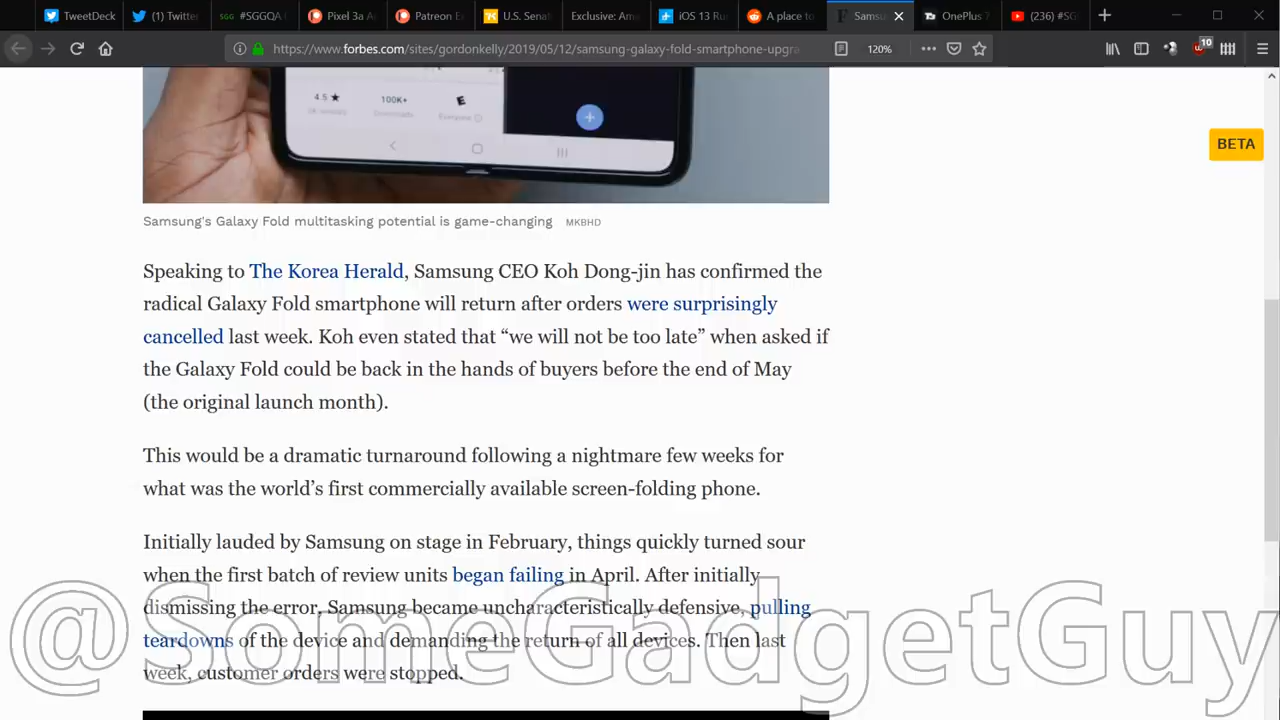 TweetDeck
(1) Twitte
SGG #SGGQA
Pixel 3a A
Patreon E
U.S. Sena
Exclusive: Am
iOS 13 Ru
A place to
Samsu
OnePlus 7
(236) #SG
https://www.forbes.com/sites/gordonkelly/2019/05/12/samsung-galaxy-fold-smartphone-upgra
120%
10
4.5 ★
100K+
Downloads
E
Everyone
BETA
Samsung's Galaxy Fold multitasking potential is game-changing MKBHD
Speaking to The Korea Herald, Samsung CEO Koh Dong-jin has confirmed the
radical Galaxy Fold smartphone will return after orders were surprisingly
cancelled last week. Koh even stated that “we will not be too late” when asked if
the Galaxy Fold could be back in the hands of buyers before the end of May
(the original launch month).
This would be a dramatic turnaround following a nightmare few weeks for
what was the world’s first commercially available screen-folding phone.
Initially lauded by Samsung on stage in February, things quickly turned sour
when the first batch of review units began failing in April. After initially
dismissing the error, Samsung became uncharacteristically defensive, pulling
teardowns of the device and demanding the return of all devices. Then last
week, customer orders were stopped.
@SomeGadgetGuy